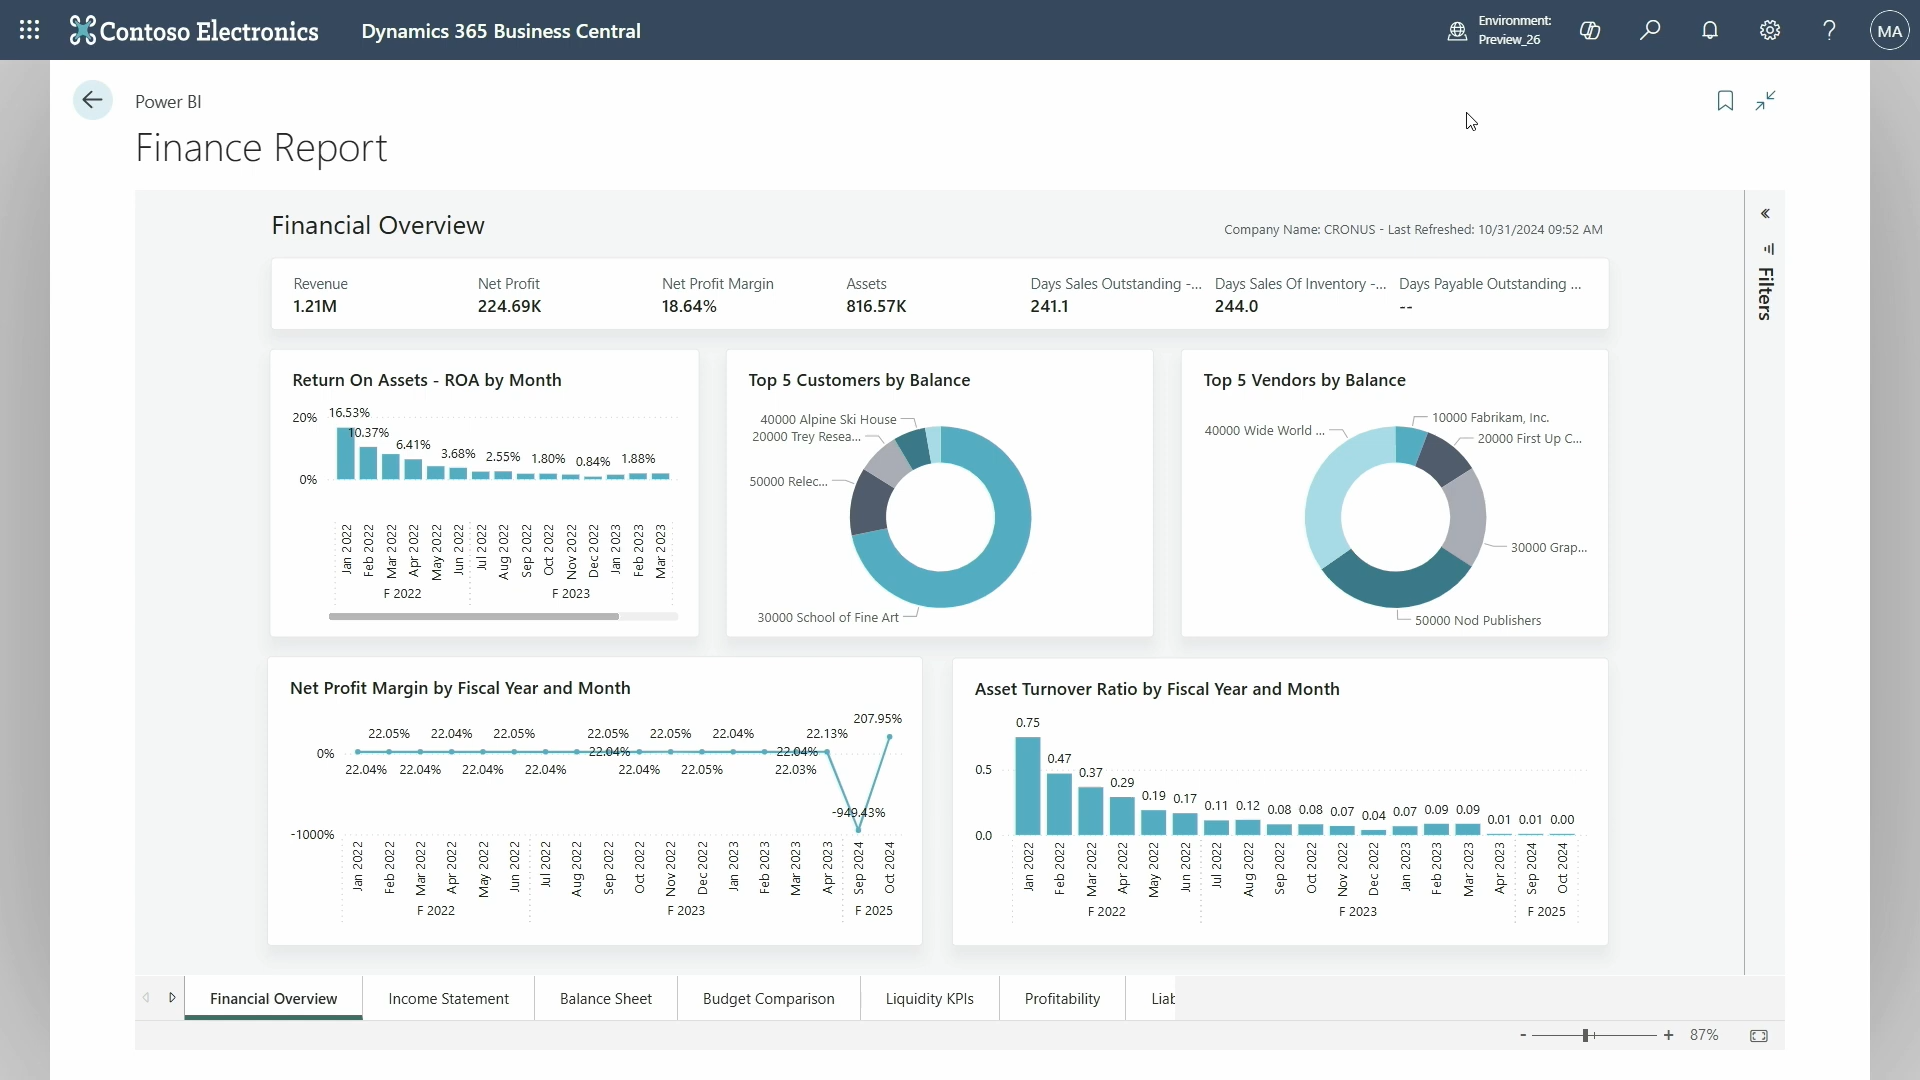 Contoso Electronics
Dynamics 365 Business Central
Environment:
Preview_26
MA
Power BI
Finance Report
Financial Overview
Company Name: CRONUS - Last Refreshed: 10/31/2024 09:52 AM
Revenue
1.21M
Net Profit
224.69K
Net Profit Margin
18.64%
Assets
816.57K
Days Sales Outstanding -...
241.1
Days Sales Of Inventory -...
244.0
Days Payable Outstanding ...
--
Filters
Return On Assets - ROA by Month
20%
0%
16.53%
10.37%
6.41%
3.68%
2.55%
1.80%
0.84%
1.88%
Jan 2022
Feb 2022
Mar 2022
Apr 2022
May 2022
Jun 2022
Jul 2022
Aug 2022
Sep 2022
Oct 2022
Nov 2022
Dec 2022
Jan 2023
Feb 2023
Mar 2023
F 2022
F 2023
Top 5 Customers by Balance
40000 Alpine Ski House
20000 Trey Resea...
50000 Relec...
30000 School of Fine Art
Top 5 Vendors by Balance
10000 Fabrikam, Inc.
40000 Wide World ...
20000 First Up C...
30000 Grap...
50000 Nod Publishers
Net Profit Margin by Fiscal Year and Month
0%
-1000%
22.05%
22.04%
22.05%
22.05%
22.05%
22.04%
22.13%
207.95%
22.04%
22.04%
22.04%
22.04%
22.04%
22.04%
22.04%
22.05%
22.03%
-949.43%
Jan 2022
Feb 2022
Mar 2022
Apr 2022
May 2022
Jun 2022
Jul 2022
Aug 2022
Sep 2022
Oct 2022
Nov 2022
Dec 2022
Jan 2023
Feb 2023
Mar 2023
Apr 2023
Sep 2024
Oct 2024
F 2022
F 2023
F 2025
Asset Turnover Ratio by Fiscal Year and Month
0.5
0.0
0.75
0.47
0.37
0.29
0.19
0.17
0.11
0.12
0.08
0.08
0.07
0.04
0.07
0.09
0.09
0.01
0.01
0.00
Jan 2022
Feb 2022
Mar 2022
Apr 2022
May 2022
Jun 2022
Jul 2022
Aug 2022
Sep 2022
Oct 2022
Nov 2022
Dec 2022
Jan 2023
Feb 2023
Mar 2023
Apr 2023
Sep 2024
Oct 2024
F 2022
F 2023
F 2025
Financial Overview
Income Statement
Balance Sheet
Budget Comparison
Liquidity KPIs
Profitability
Liab
- + 87%